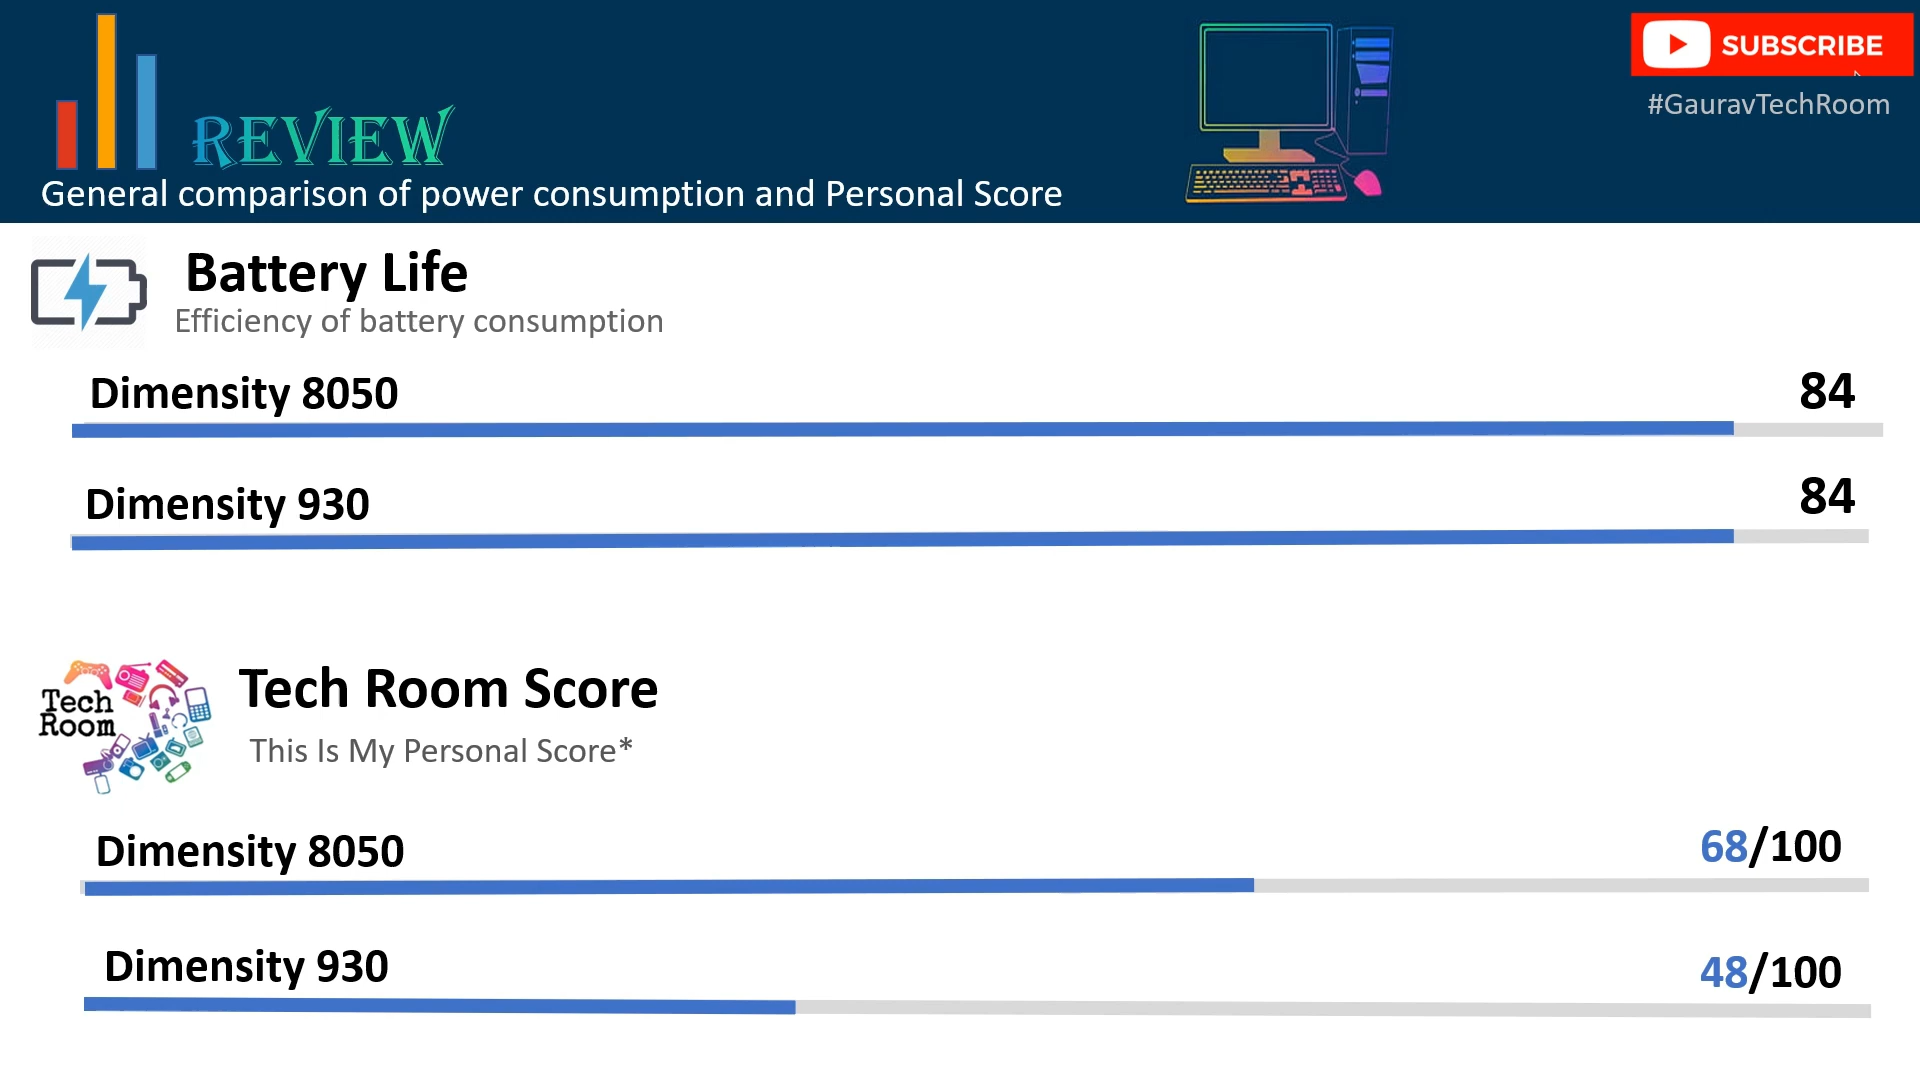 SUBSCRIBE
#GauravTechRoom
REVIEW
General comparison of power consumption and Personal Score
Battery Life
Efficiency of battery consumption
Dimensity 8050
84
Dimensity 930
84
Tech
Room
Tech Room Score
This Is My Personal Score*
Dimensity 8050
68/100
Dimensity 930
48/100